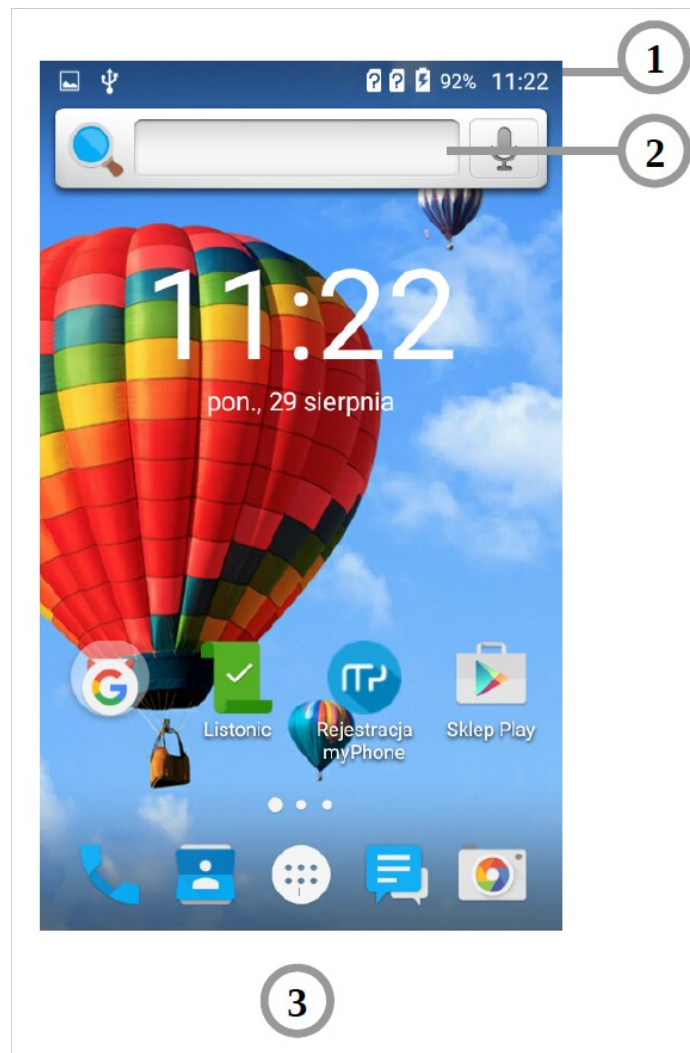 92% 11:22
1
2
11:22
pon., 29 sierpnia
Listonic
Rejestracja
myPhone
Sklep Play
3